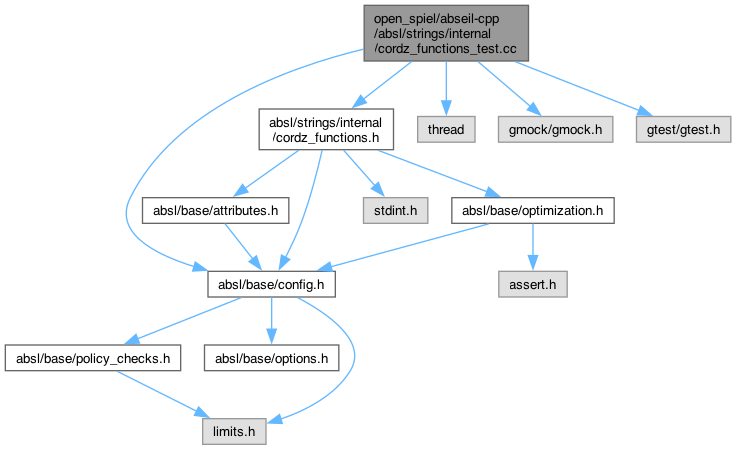 open_spiel/abseil-cpp
/absl/strings/internal
/cordz_functions_test.cc
absl/strings/internal
/cordz_functions.h
thread
gmock/gmock.h
gtest/gtest.h
absl/base/attributes.h
stdint.h
absl/base/optimization.h
absl/base/config.h
assert.h
absl/base/policy_checks.h
absl/base/options.h
limits.h